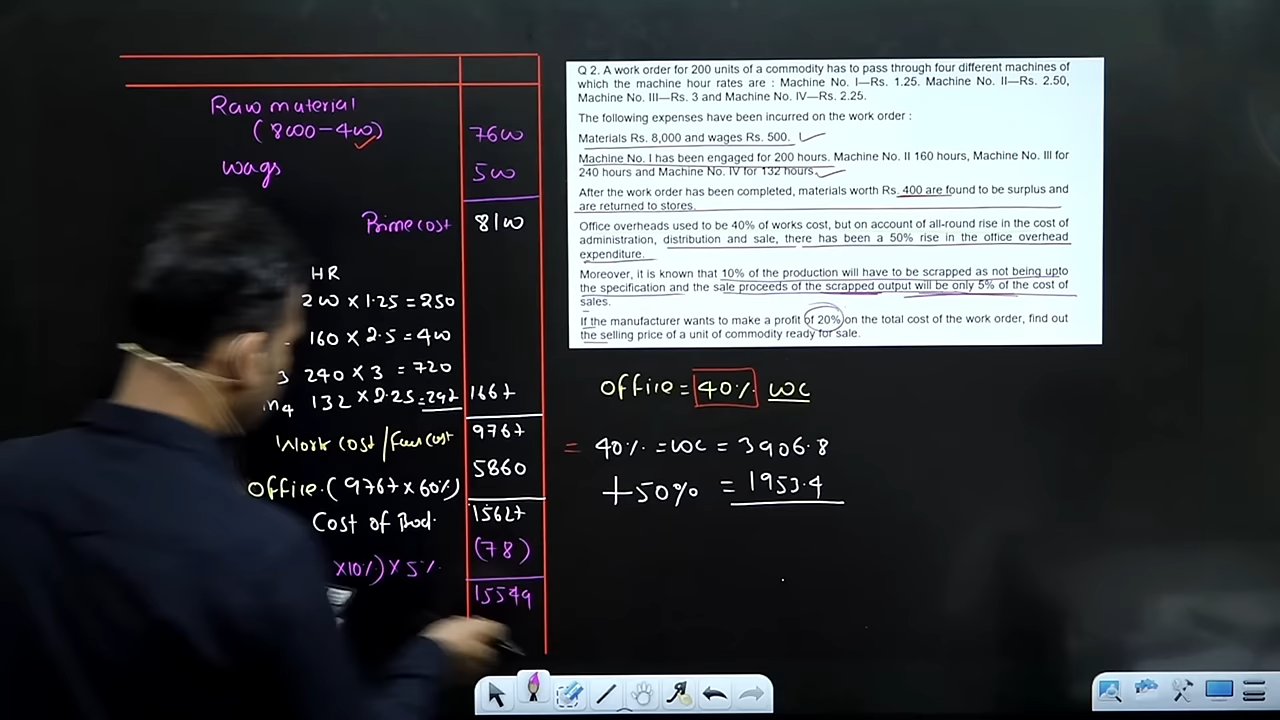 Raw material
(8000-400)
7600
wags
500
Prime cost
8100
HR
200 x 1.25 = 250
160 x 2.5 = 400
3 240 x 3 = 720
m4 132 x 2.25 = 297
1667
Work cost /
9767
Office. (9767 x 60%)
5860
Cost of Prod.
15627
x10%) x 5%
(78)
15549
Q 2. A work order for 200 units of a commodity has to pass through four different machines of
which the machine hour rates are : Machine No. I—Rs. 1.25. Machine No. II—Rs. 2.50,
Machine No. III—Rs. 3 and Machine No. IV—Rs. 2.25.
The following expenses have been incurred on the work order :
Materials Rs. 8,000 and wages Rs. 500.
Machine No. I has been engaged for 200 hours. Machine No. II 160 hours, Machine No. III for
240 hours and Machine No. IV for 132 hours.
After the work order has been completed, materials worth Rs. 400 are found to be surplus and
are returned to stores.
Office overheads used to be 40% of works cost, but on account of all-round rise in the cost of
administration, distribution and sale, there has been a 50% rise in the office overhead
expenditure.
Moreover, it is known that 10% of the production will have to be scrapped as not being upto
the specification and the sale proceeds of the scrapped output will be only 5% of the cost of
sales.
If the manufacturer wants to make a profit of 20% on the total cost of the work order, find out
the selling price of a unit of commodity ready for sale.
office = 40% WC
= 40% = WC = 3906.8
+50% = 1953.4